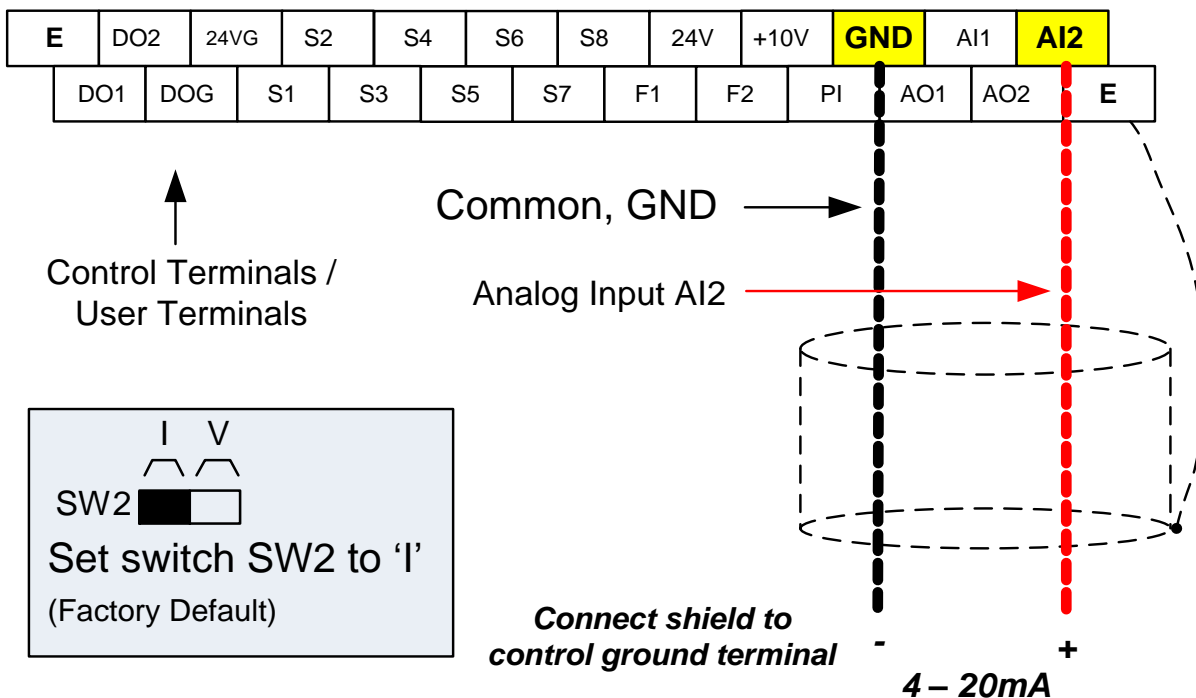 E DO2 24VG S2 S4 S6 S8 24V +10V GND AI1 AI2
DO1 DOG S1 S3 S5 S7 F1 F2 PI AO1 AO2 E
Common, GND
Control Terminals /
User Terminals
Analog Input AI2
I V
SW2
Set switch SW2 to ‘I’
(Factory Default)
Connect shield to
control ground terminal
- +
4 – 20mA